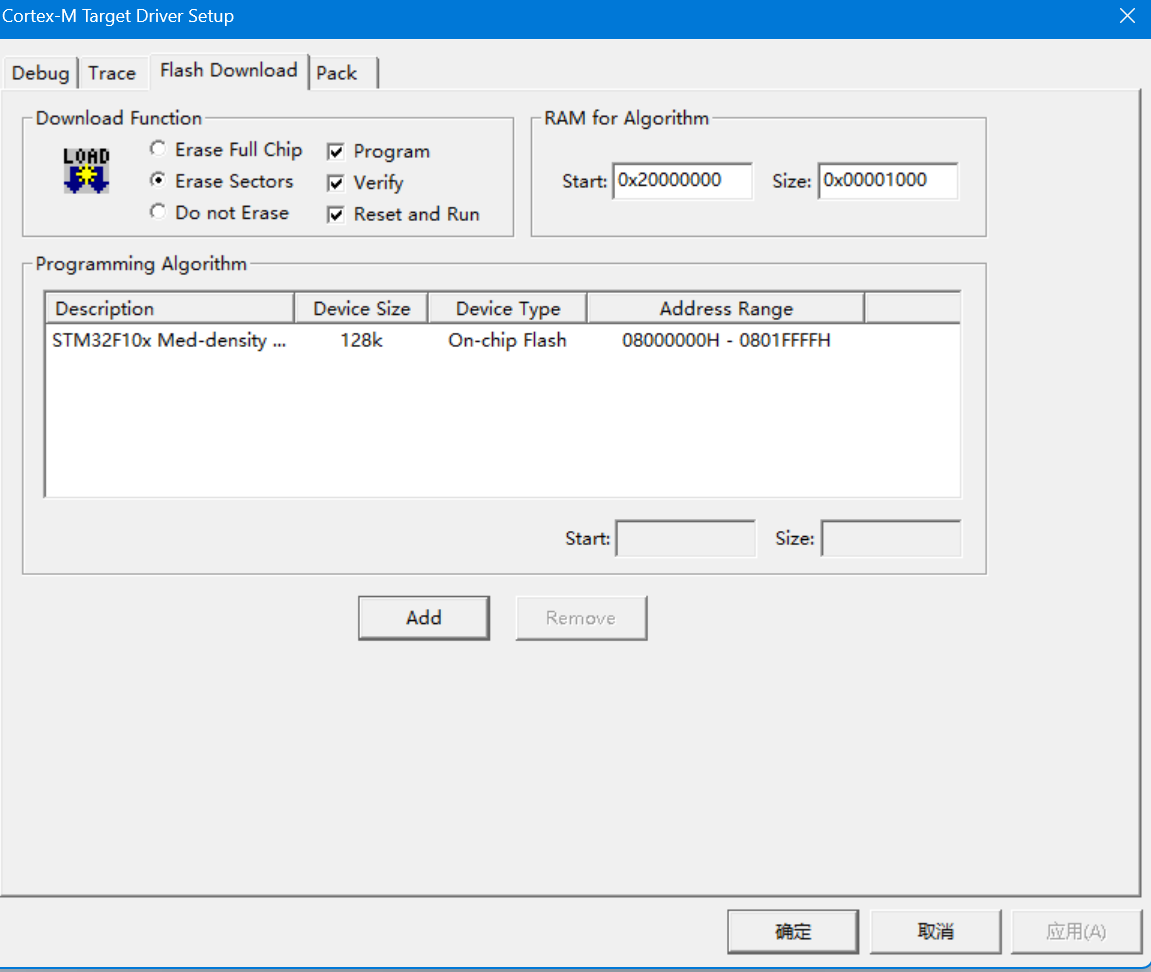 Cortex-M Target Driver Setup
Debug Trace Flash Download Pack
Download Function
LOAD
Erase Full Chip
Program
Erase Sectors
Verify
Do not Erase
Reset and Run
RAM for Algorithm
Start: 0x20000000 Size: 0x00001000
Programming Algorithm
Description Device Size Device Type Address Range
STM32F10x Med-density ... 128k On-chip Flash 08000000H - 0801FFFFH
Start: Size:
Add Remove
确定 取消 应用(A)